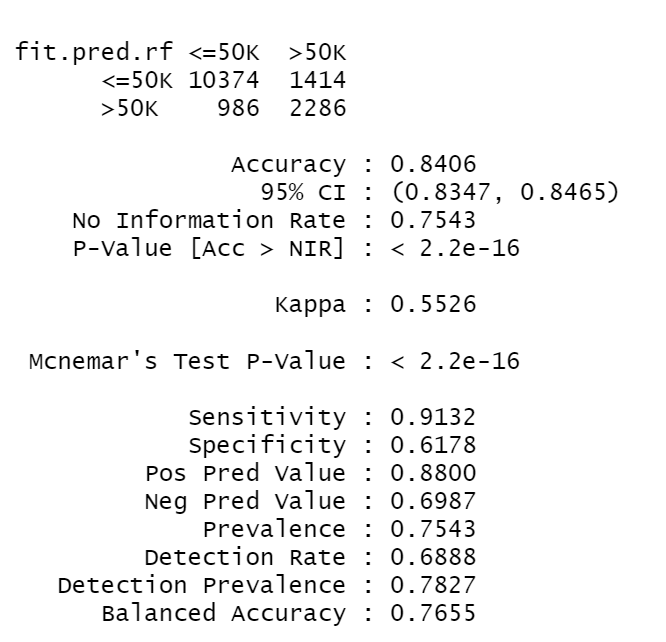 fit.pred.rf <=50K >50K
<=50K 10374 1414
>50K 986 2286
Accuracy : 0.8406
95% CI : (0.8347, 0.8465)
No Information Rate : 0.7543
P-Value [Acc > NIR] : < 2.2e-16
Kappa : 0.5526
Mcnemar's Test P-Value : < 2.2e-16
Sensitivity : 0.9132
Specificity : 0.6178
Pos Pred Value : 0.8800
Neg Pred Value : 0.6987
Prevalence : 0.7543
Detection Rate : 0.6888
Detection Prevalence : 0.7827
Balanced Accuracy : 0.7655